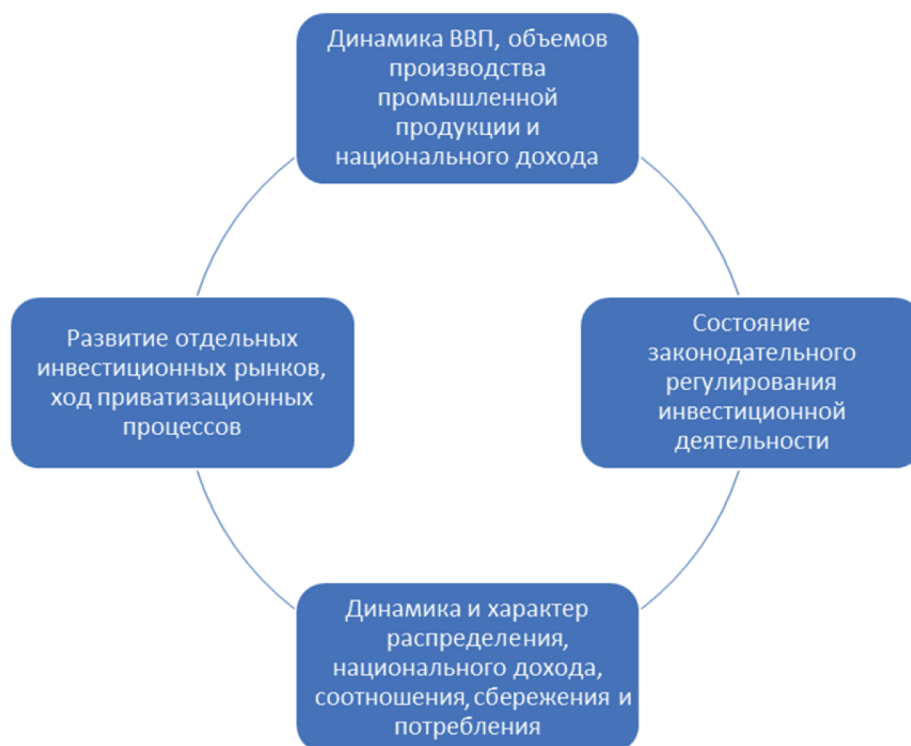 Динамика ВВП, объемов
производства
промышленной
продукции и
национального дохода
Развитие отдельных
инвестиционных рынков,
ход приватизационных
процессов
Состояние
законодательного
регулирования
инвестиционной
деятельности
Динамика и характер
распределения,
национального дохода,
соотношения, сбережения и
потребления